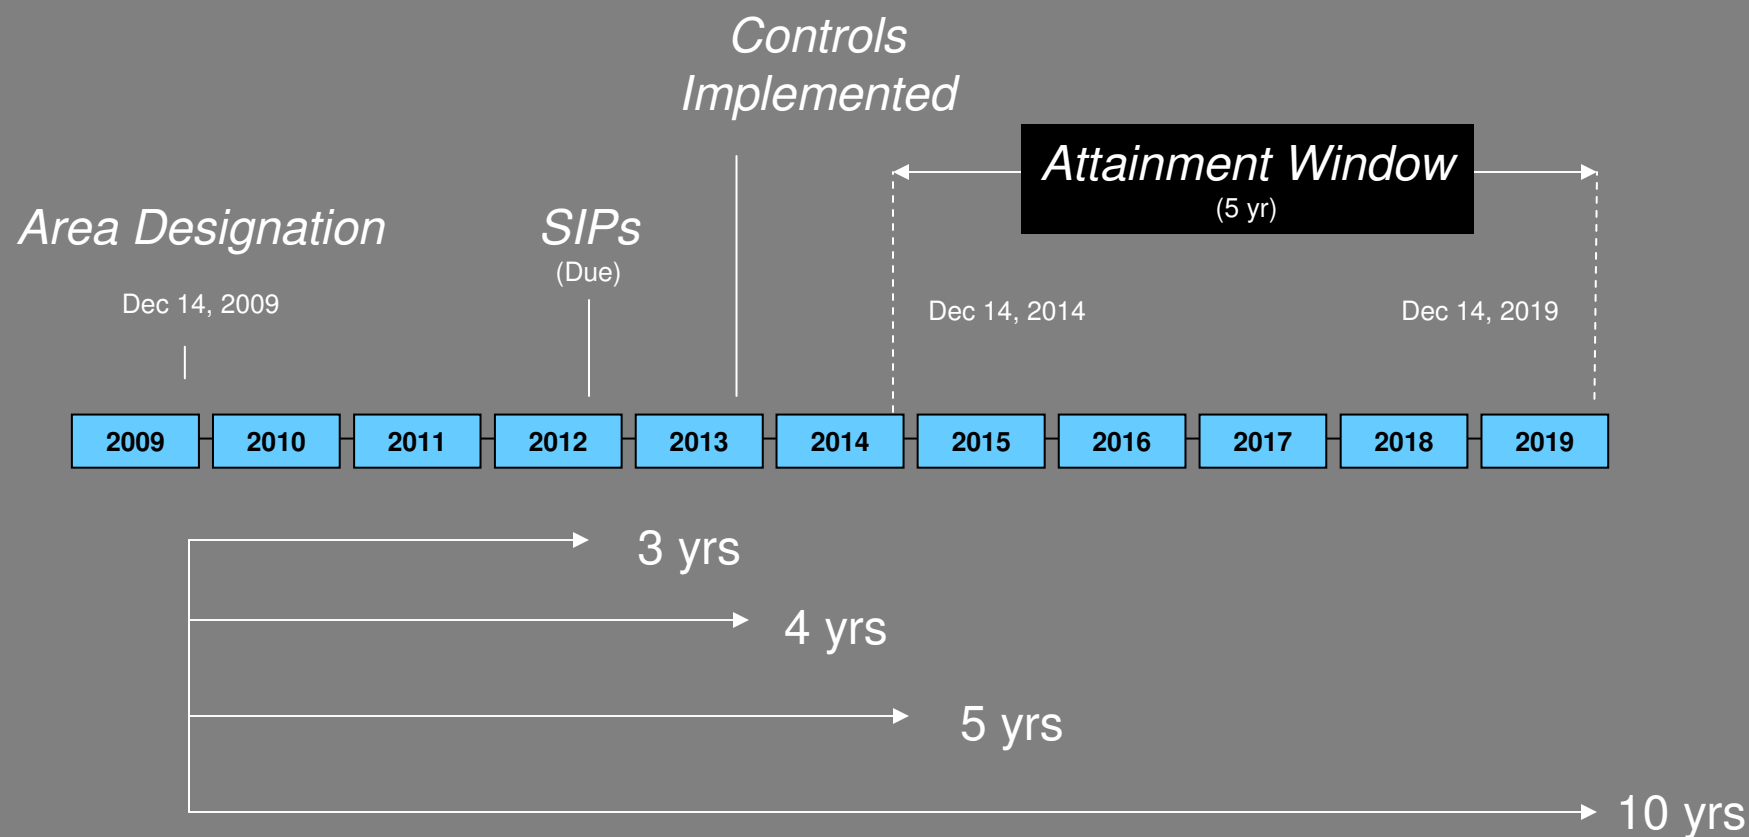 Controls
Implemented
Attainment Window
(5 yr)
Area Designation
SIPs
(Due)
Dec 14, 2009
Dec 14, 2014
Dec 14, 2019
2009
2010
2011
2012
2013
2014
2015
2016
2017
2018
2019
3 yrs
4 yrs
5 yrs
10 yrs